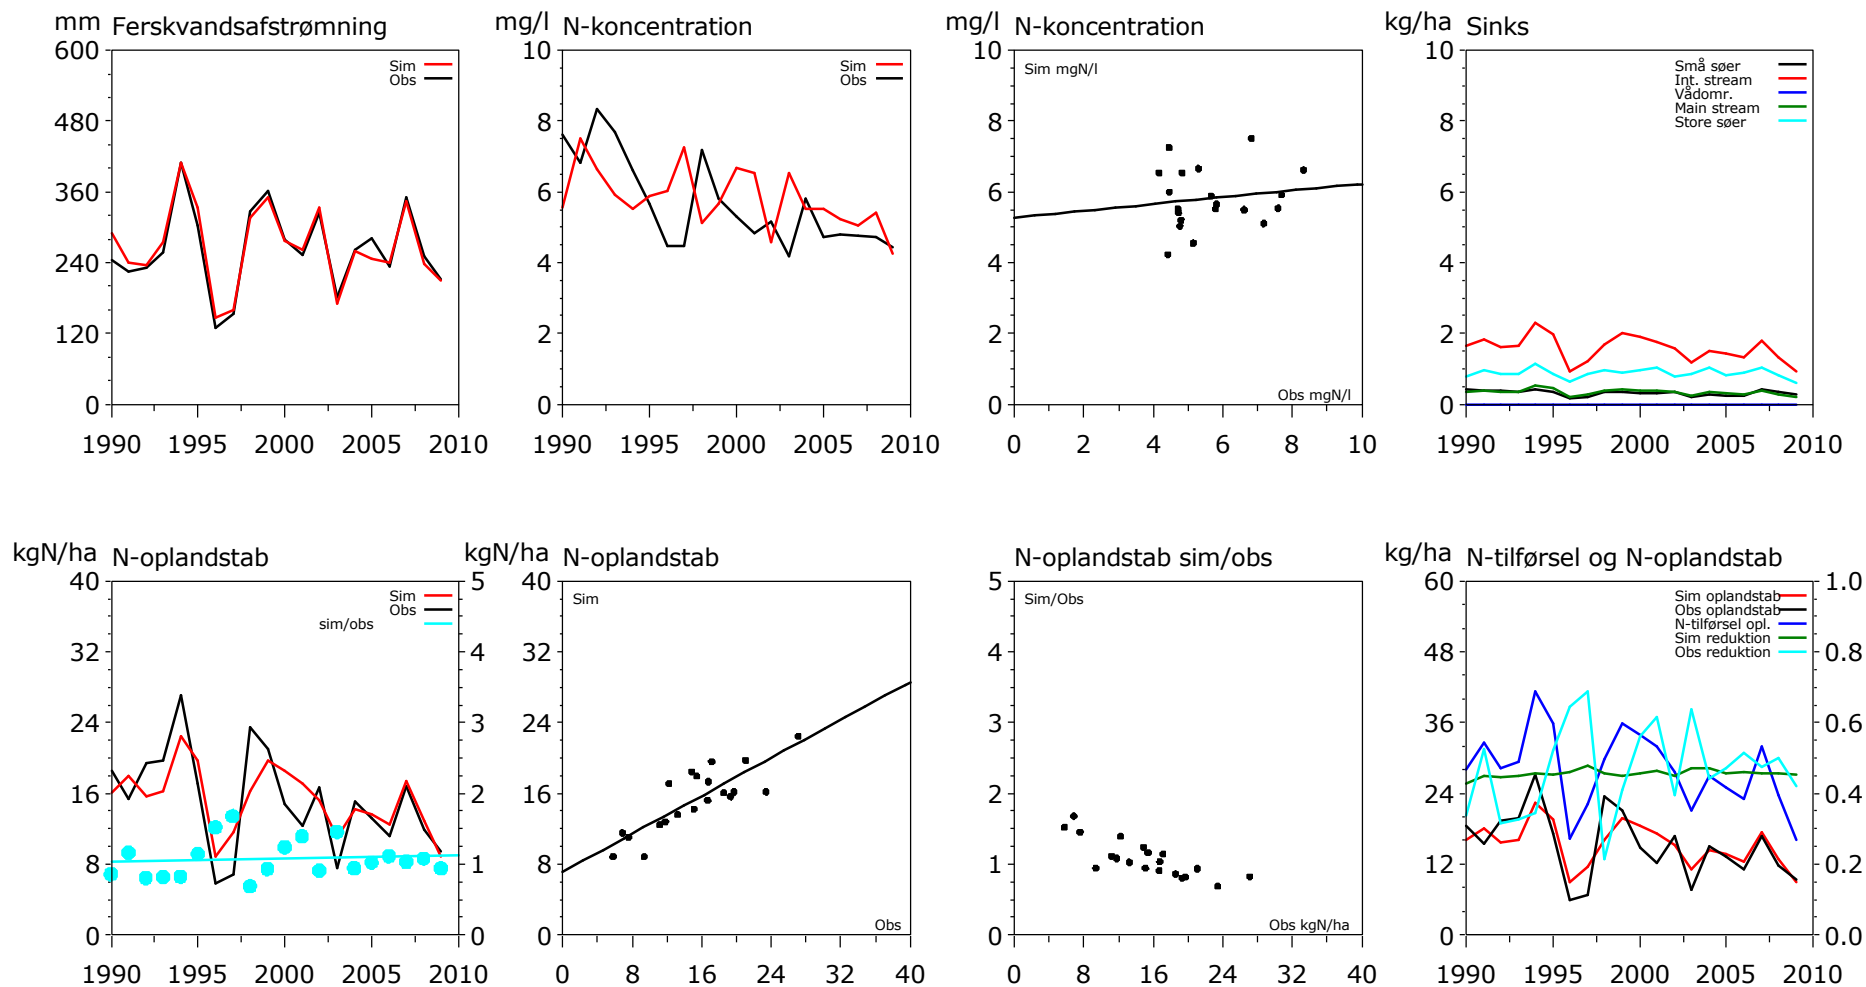 mm Ferskvandsafstrømning
600
480
360
240
120
0
1990 1995 2000 2005 2010
Sim
Obs
mg/l N-koncentration
10
8
6
4
2
0
1990 1995 2000 2005 2010
Sim
Obs
mg/l N-koncentration
10
8
6
4
2
0
0 2 4 6 8 10
Sim mgN/l
Obs mgN/l
kg/ha Sinks
10
8
6
4
2
0
1990 1995 2000 2005 2010
Små søer
Int. stream
Vådomr.
Main stream
Store søer
kgN/ha N-oplandstab
40
32
24
16
8
0
5
4
3
2
1
0
1990 1995 2000 2005 2010
Sim
Obs
sim/obs
kgN/ha N-oplandstab
40
32
24
16
8
0
0 8 16 24 32 40
Sim
Obs
N-oplandstab sim/obs
5
4
3
2
1
0
0 8 16 24 32 40
Sim/Obs
Obs kgN/ha
kg/ha N-tilførsel og N-oplandstab
60
48
36
24
12
0
1.0
0.8
0.6
0.4
0.2
0.0
1990 1995 2000 2005 2010
Sim oplandstab
Obs oplandstab
N-tilførsel opl.
Sim reduktion
Obs reduktion